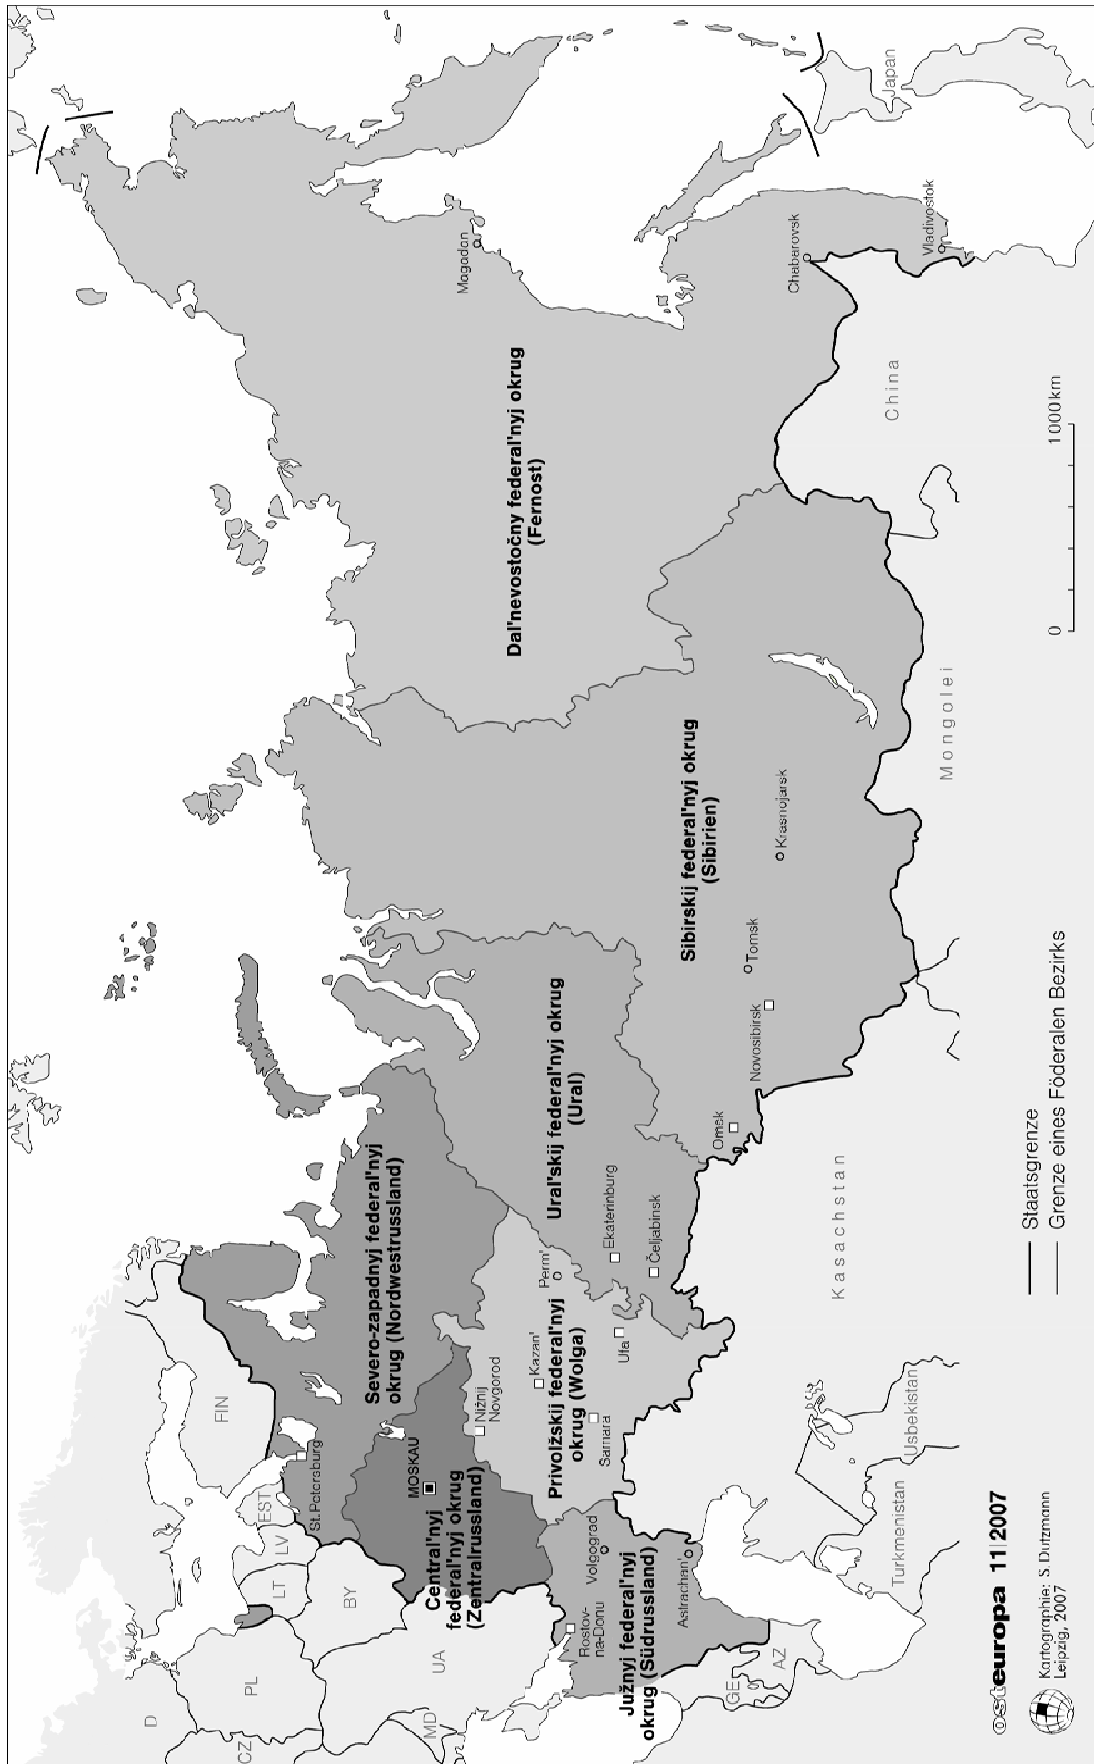 Dal'nevostočny federal'nyj okrug
(Fernost)
Sibirskij federal'nyj okrug
(Sibirien)
Ural'skij federal'nyj okrug
(Ural)
Severo-zapadnyj federal'nyj
okrug (Nordwestrussland)
Privolžskij federal'nyj
okrug (Wolga)
Central'nyj
federal'nyj okrug
(Zentralrussland)
Južnyj federal'nyj
okrug (Südrussland)
MOSKAU
St. Petersburg
Nižnij
Novgorod
Kazan'
Perm'
Ufa
Samara
Ekaterinburg
Čeljabinsk
Volgograd
Astrachan'
Rostov-
na-Donu
Omsk
Novosibirsk
Tomsk
Krasnojarsk
Magadan
Chabarovsk
Vladivostok
D
CZ
PL
LT
LV
EST
FIN
BY
UA
MD
GE
AZ
Turkmenistan
Usbekistan
Kasachstan
Mongolei
China
Japan
0
1000 km
Staatsgrenze
Grenze eines Föderalen Bezirks
osteuropa 11|2007
Kartographie: S. Dutzmann
Leipzig, 2007